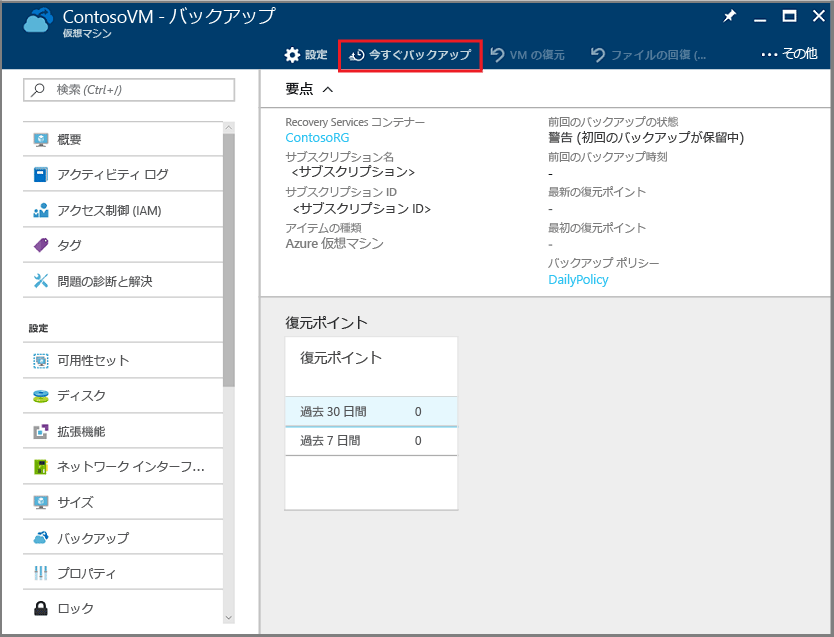 ContosoVM - バックアップ
仮想マシン
設定 今すぐバックアップ VM の復元 ファイルの回復 (... ··· その他
検索 (Ctrl+/)
概要
アクティビティ ログ
アクセス制御 (IAM)
タグ
問題の診断と解決
設定
可用性セット
ディスク
拡張機能
ネットワーク インターフ...
サイズ
バックアップ
プロパティ
ロック
要点
Recovery Services コンテナー
ContosoRG
サブスクリプション名
<サブスクリプション>
サブスクリプション ID
<サブスクリプション ID>
アイテムの種類
Azure 仮想マシン
前回のバックアップの状態
警告 (初回のバックアップが保留中)
前回のバックアップ時刻
-
最新の復元ポイント
-
最初の復元ポイント
-
バックアップ ポリシー
DailyPolicy
復元ポイント
復元ポイント
過去 30 日間 0
過去 7 日間 0